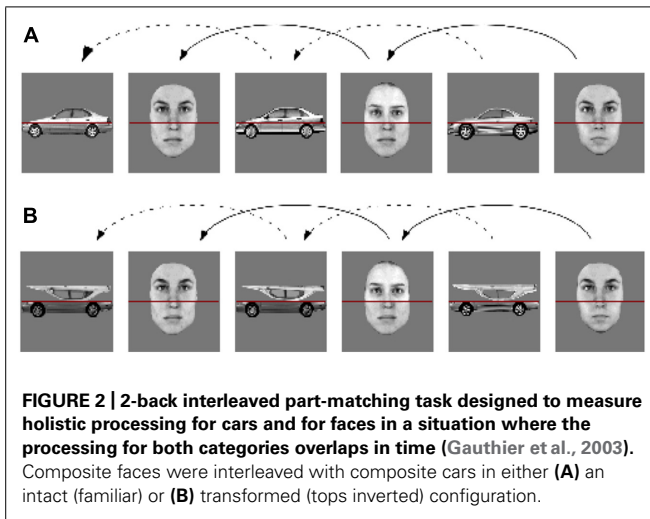 A
B
FIGURE 2 | 2-back interleaved part-matching task designed to measure
holistic processing for cars and for faces in a situation where the
processing for both categories overlaps in time (Gauthier et al., 2003).
Composite faces were interleaved with composite cars in either (A) an
intact (familiar) or (B) transformed (tops inverted) configuration.